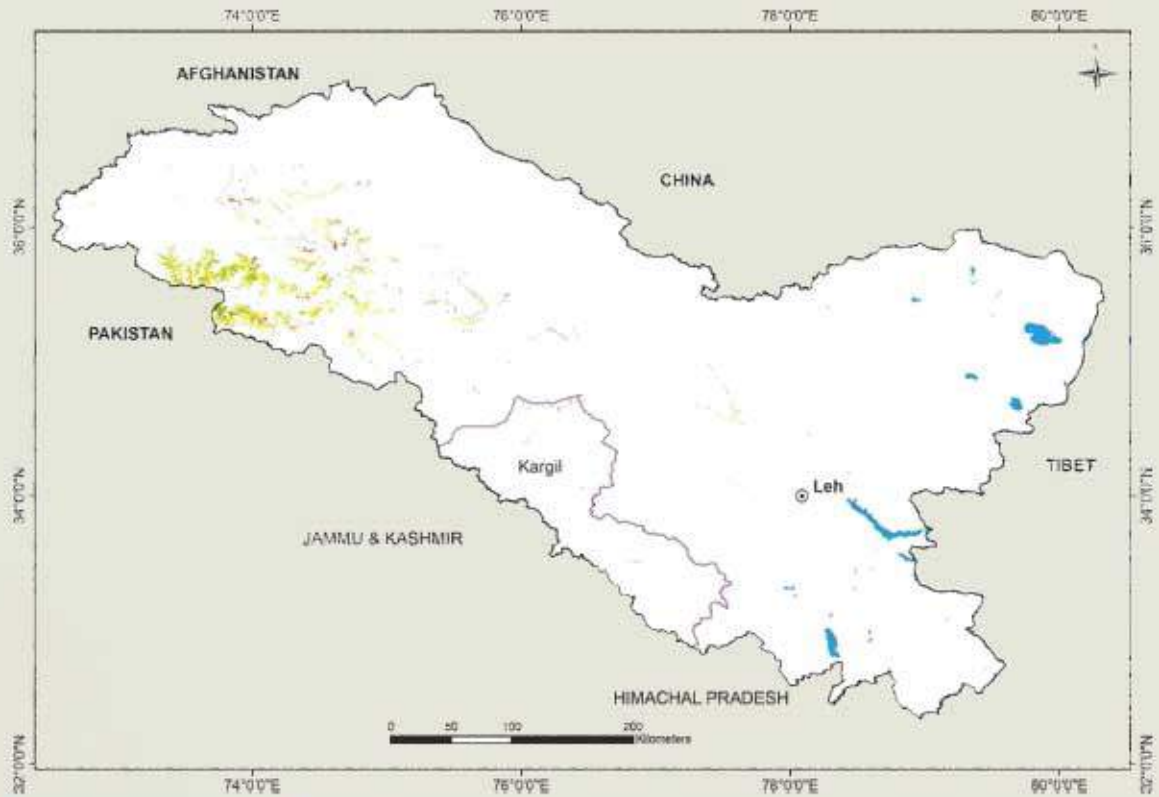 74°0'0"E 76°0'0"E 78°0'0"E 80°0'0"E
AFGHANISTAN
CHINA
36°0'0"N 36°0'0"N
PAKISTAN
TIBET
Kargil
Leh
34°0'0"N 34°0'0"N
JAMMU & KASHMIR
HIMACHAL PRADESH
0 50 100 200
Kilometers
32°0'0"N 32°0'0"N
74°0'0"E 76°0'0"E 78°0'0"E 80°0'0"E